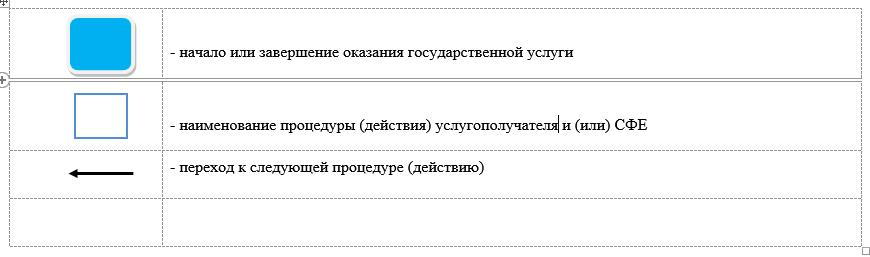 - начало или завершение оказания государственной услуги
- наименование процедуры (действия) услугополучателя и (или) СФЕ
- переход к следующей процедуре (действию)